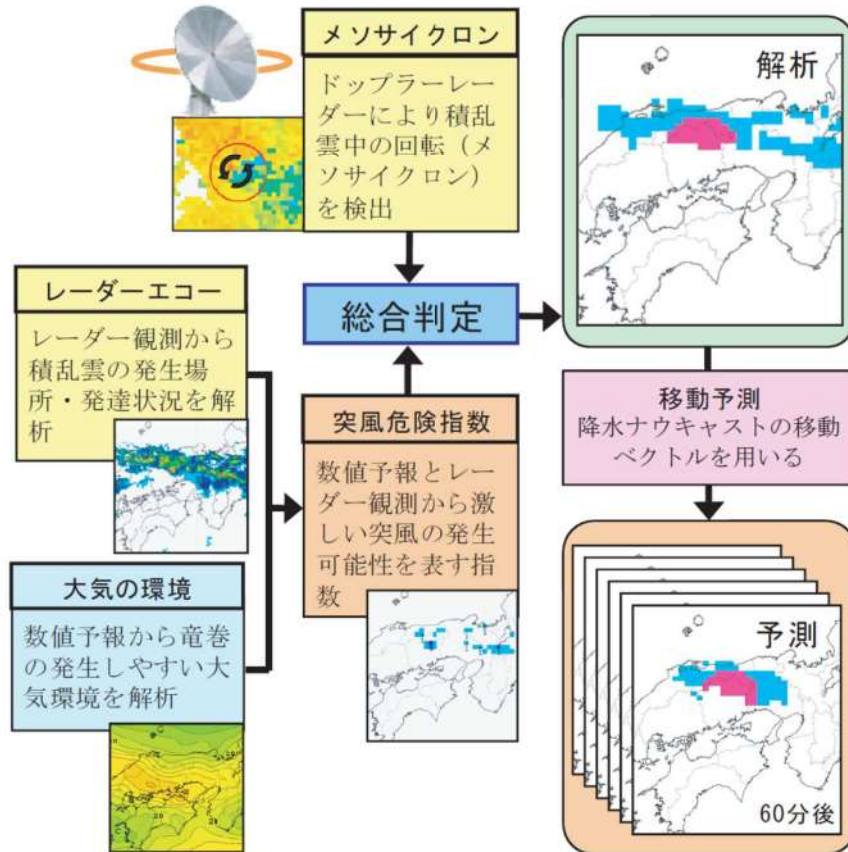 メソサイクロン
ドップラーレー
ダーにより積乱
雲中の回転（メ
ソサイクロン）
を検出
レーダーエコー
レーダー観測から
積乱雲の発生場
所・発達状況を解
析
大気の環境
数値予報から竜巻
の発生しやすい大
気環境を解析
突風危険指数
数値予報とレー
ダー観測から激
しい突風の発生
可能性を表す指
数
総合判定
解析
移動予測
降水ナウキャストの移動
ベクトルを用いる
予測
60分後